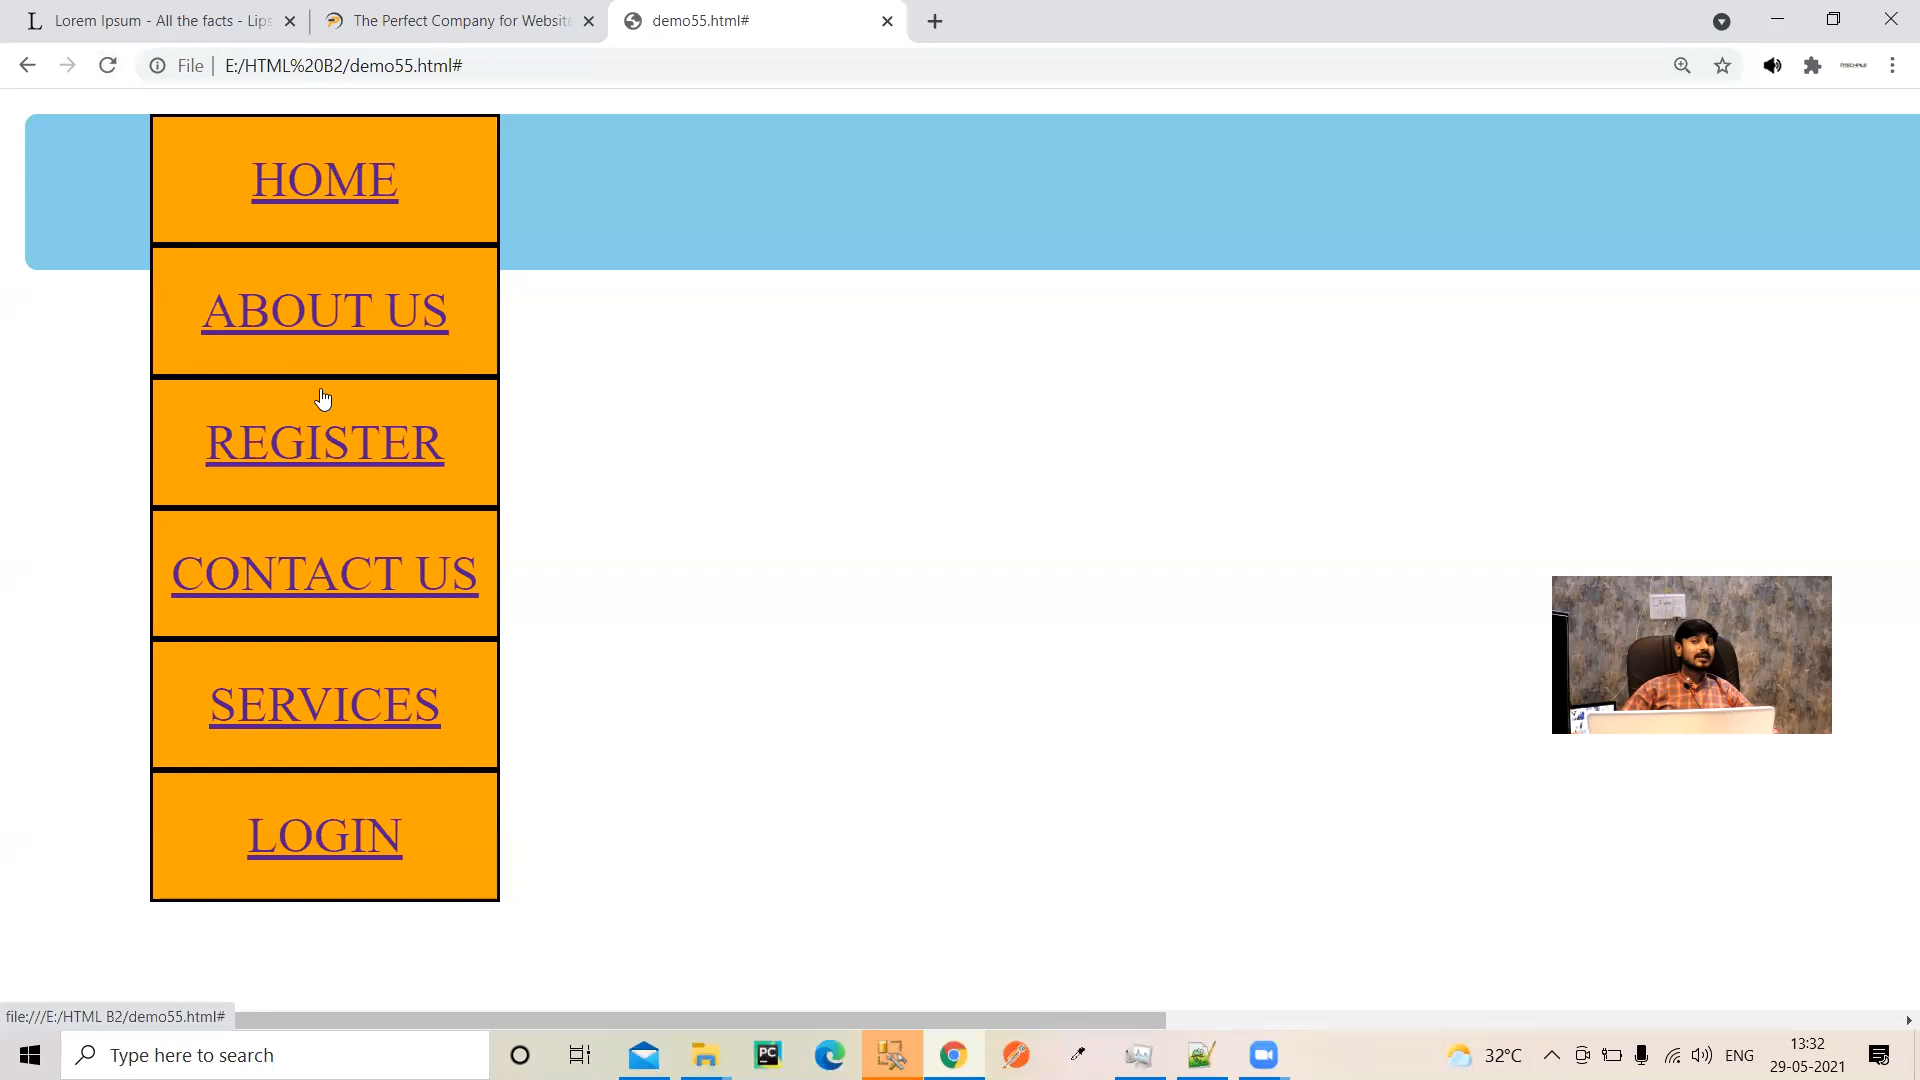 Lorem Ipsum - All the facts - Lips
The Perfect Company for Website
demo55.html#
File
E:/HTML%20B2/demo55.html#
HOME
ABOUT US
REGISTER
CONTACT US
SERVICES
LOGIN
file:///E:/HTML B2/demo55.html#
Type here to search
32°C
ENG
13:32
29-05-2021